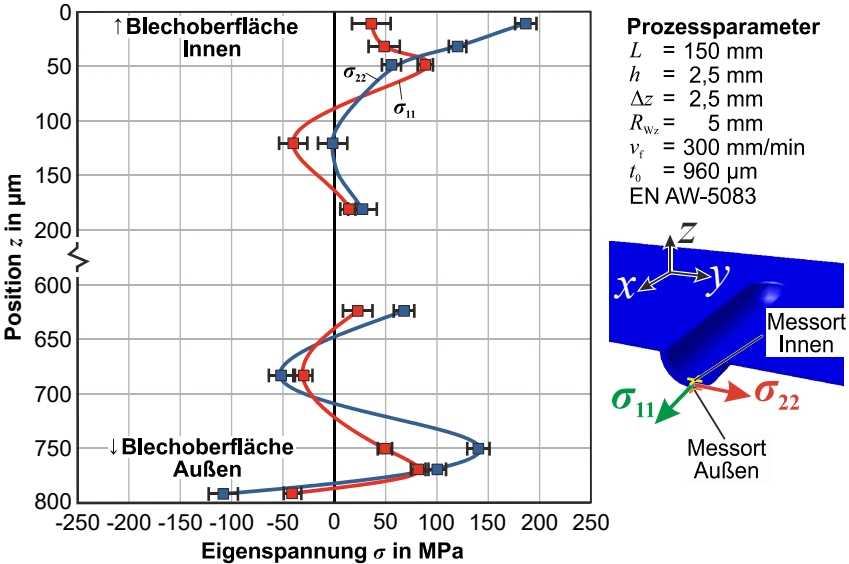 0
50
100
150
200
600
650
700
750
800
Position z in µm
↑Blechoberfläche
Innen
σ₂₂
σ₁₁
↓Blechoberfläche
Außen
-250 -200 -150 -100 -50 0 50 100 150 200 250
Eigenspannung σ in MPa
Prozessparameter
L = 150 mm
h = 2,5 mm
Δz = 2,5 mm
R_Wz = 5 mm
v_f = 300 mm/min
t₀ = 960 µm
EN AW-5083
z
x y
Messort
Innen
σ₁₁ σ₂₂
Messort
Außen